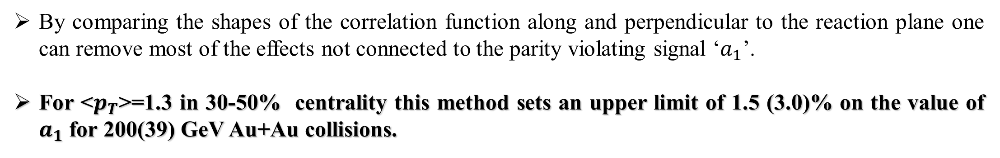 ➢ By comparing the shapes of the correlation function along and perpendicular to the reaction plane one
can remove most of the effects not connected to the parity violating signal ‘𝑎₁’.
➢ For <𝒑𝑻>=1.3 in 30-50% centrality this method sets an upper limit of 1.5 (3.0)% on the value of
𝒂₁ for 200(39) GeV Au+Au collisions.